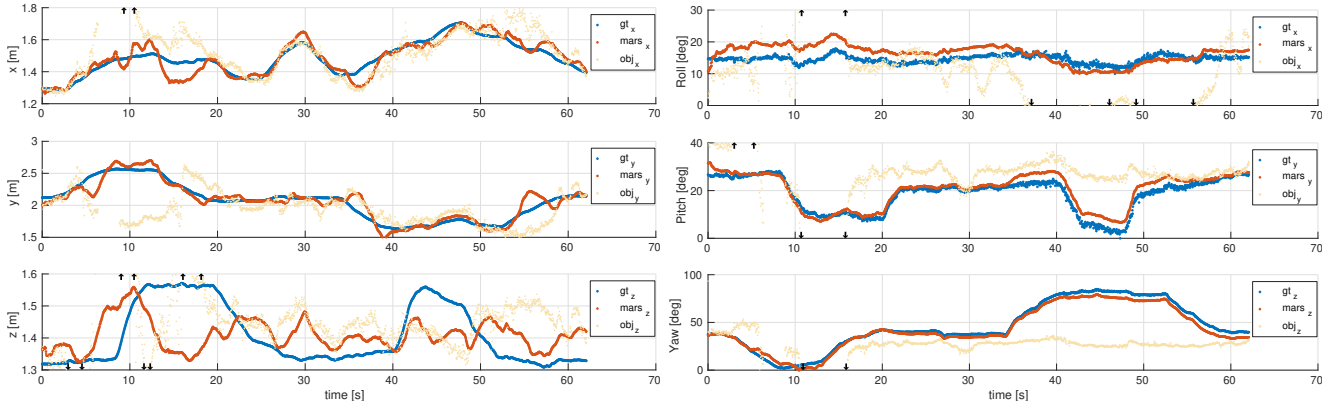 x [m]
1.8
1.6
1.4
1.2
0 10 20 30 40 50 60 70
gt x
mars x
obj x
y [m]
3
2.5
2
1.5
0 10 20 30 40 50 60 70
gt y
mars y
obj y
z [m]
1.6
1.5
1.4
1.3
0 10 20 30 40 50 60 70
time [s]
gt z
mars z
obj z
Roll [deg]
30
20
10
0
0 10 20 30 40 50 60 70
gt x
mars x
obj x
Pitch [deg]
40
20
0
0 10 20 30 40 50 60 70
gt y
mars y
obj y
Yaw [deg]
100
50
0
0 10 20 30 40 50 60 70
time [s]
gt z
mars z
obj z